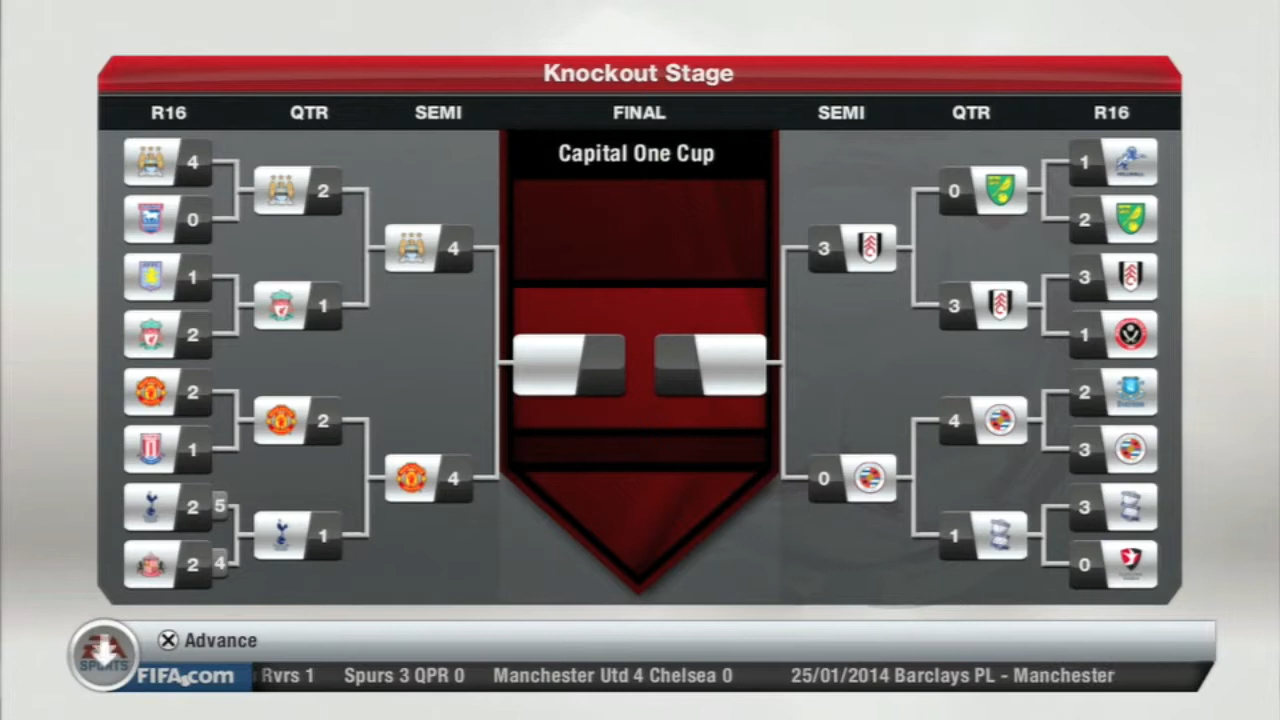 Knockout Stage
R16 QTR SEMI FINAL SEMI QTR R16
Capital One Cup
4 1
2 0
0 2
4 3
1 3
1 3
2 1
2 2
2 4
1 3
4 0
2 5 3
1 1
2 4 0
Advance
EA SPORTS
FIFA.com Rvrs 1 Spurs 3 QPR 0 Manchester Utd 4 Chelsea 0 25/01/2014 Barclays PL - Manchester